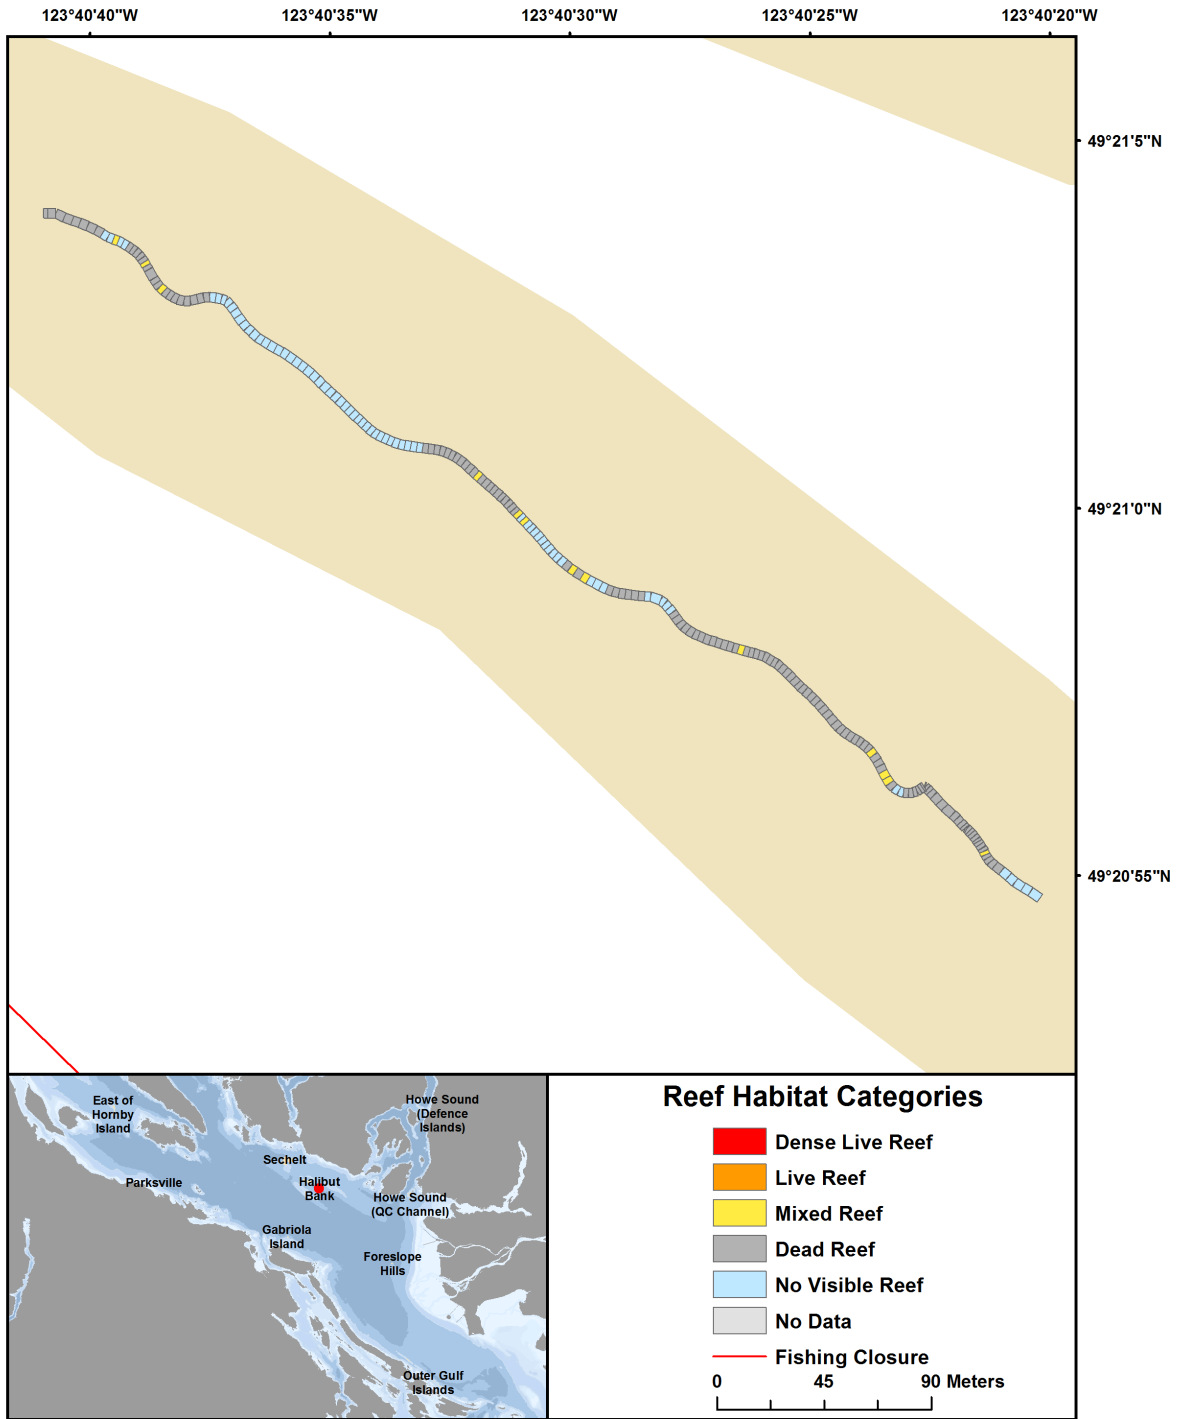 123°40'40"W 123°40'35"W 123°40'30"W 123°40'25"W 123°40'20"W
49°21'5"N
49°21'0"N
49°20'55"N
East of
Hornby
Island
Howe Sound
(Defence
Islands)
Sechelt
Parksville
Halibut
Bank
Howe Sound
(QC Channel)
Gabriola
Island
Foreslope
Hills
Outer Gulf
Islands
Reef Habitat Categories
Dense Live Reef
Live Reef
Mixed Reef
Dead Reef
No Visible Reef
No Data
Fishing Closure
0 45 90 Meters